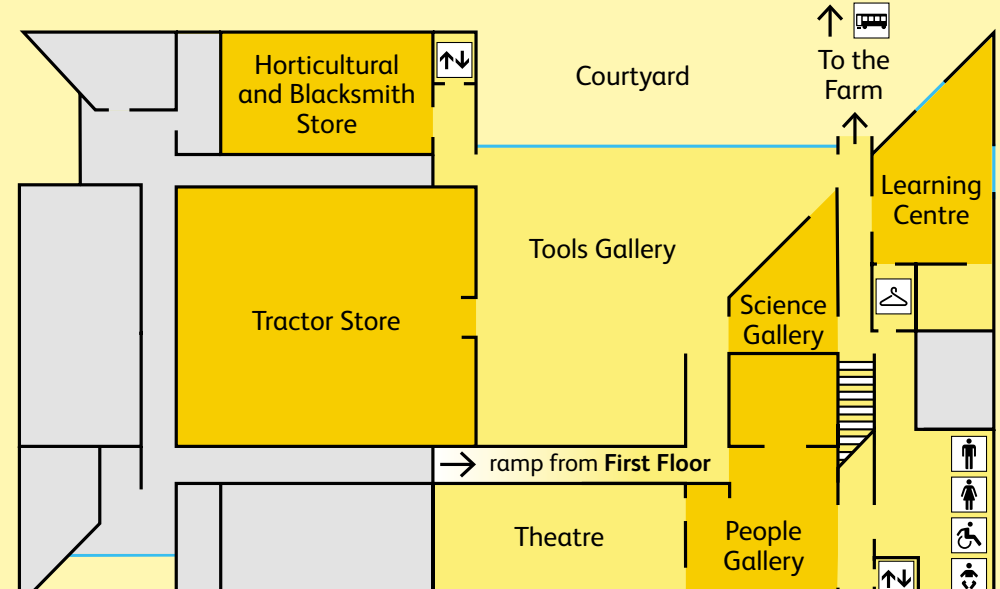 To the
Farm
Horticultural
and Blacksmith
Store
Courtyard
Learning
Centre
Tools Gallery
Science
Gallery
Tractor Store
ramp from First Floor
Theatre
People
Gallery